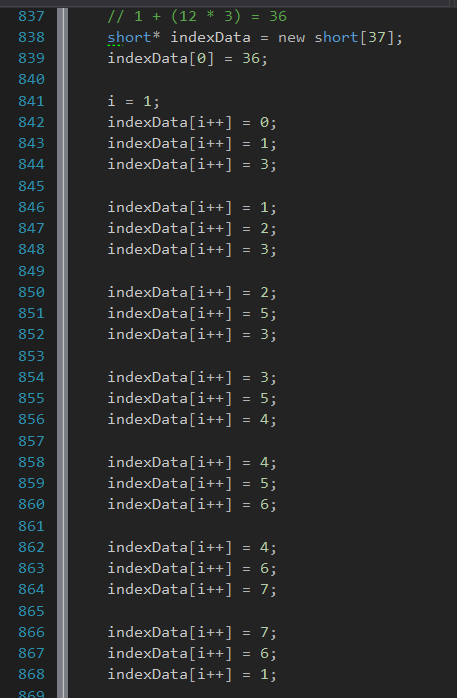 837 // 1 + (12 * 3) = 36
838 short* indexData = new short[37];
839 indexData[0] = 36;
840
841 i = 1;
842 indexData[i++] = 0;
843 indexData[i++] = 1;
844 indexData[i++] = 3;
845
846 indexData[i++] = 1;
847 indexData[i++] = 2;
848 indexData[i++] = 3;
849
850 indexData[i++] = 2;
851 indexData[i++] = 5;
852 indexData[i++] = 3;
853
854 indexData[i++] = 3;
855 indexData[i++] = 5;
856 indexData[i++] = 4;
857
858 indexData[i++] = 4;
859 indexData[i++] = 5;
860 indexData[i++] = 6;
861
862 indexData[i++] = 4;
863 indexData[i++] = 6;
864 indexData[i++] = 7;
865
866 indexData[i++] = 7;
867 indexData[i++] = 6;
868 indexData[i++] = 1;
869